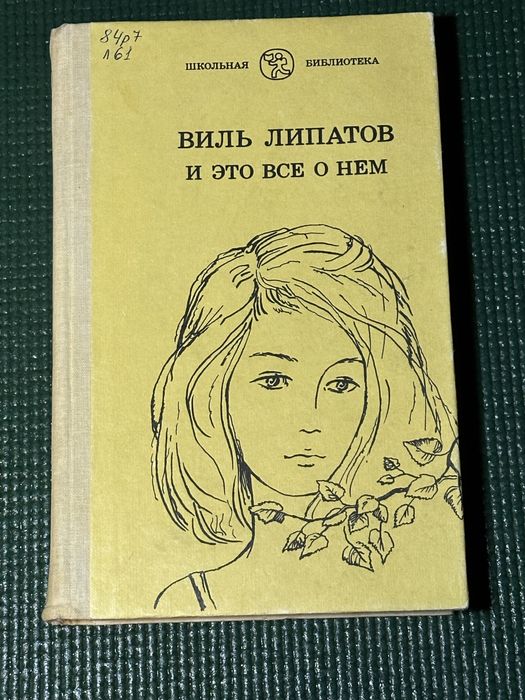 84р7
Л61
ШКОЛЬНАЯ БИБЛИОТЕКА
ВИЛЬ ЛИПАТОВ
И ЭТО ВСЕ О НЕМ